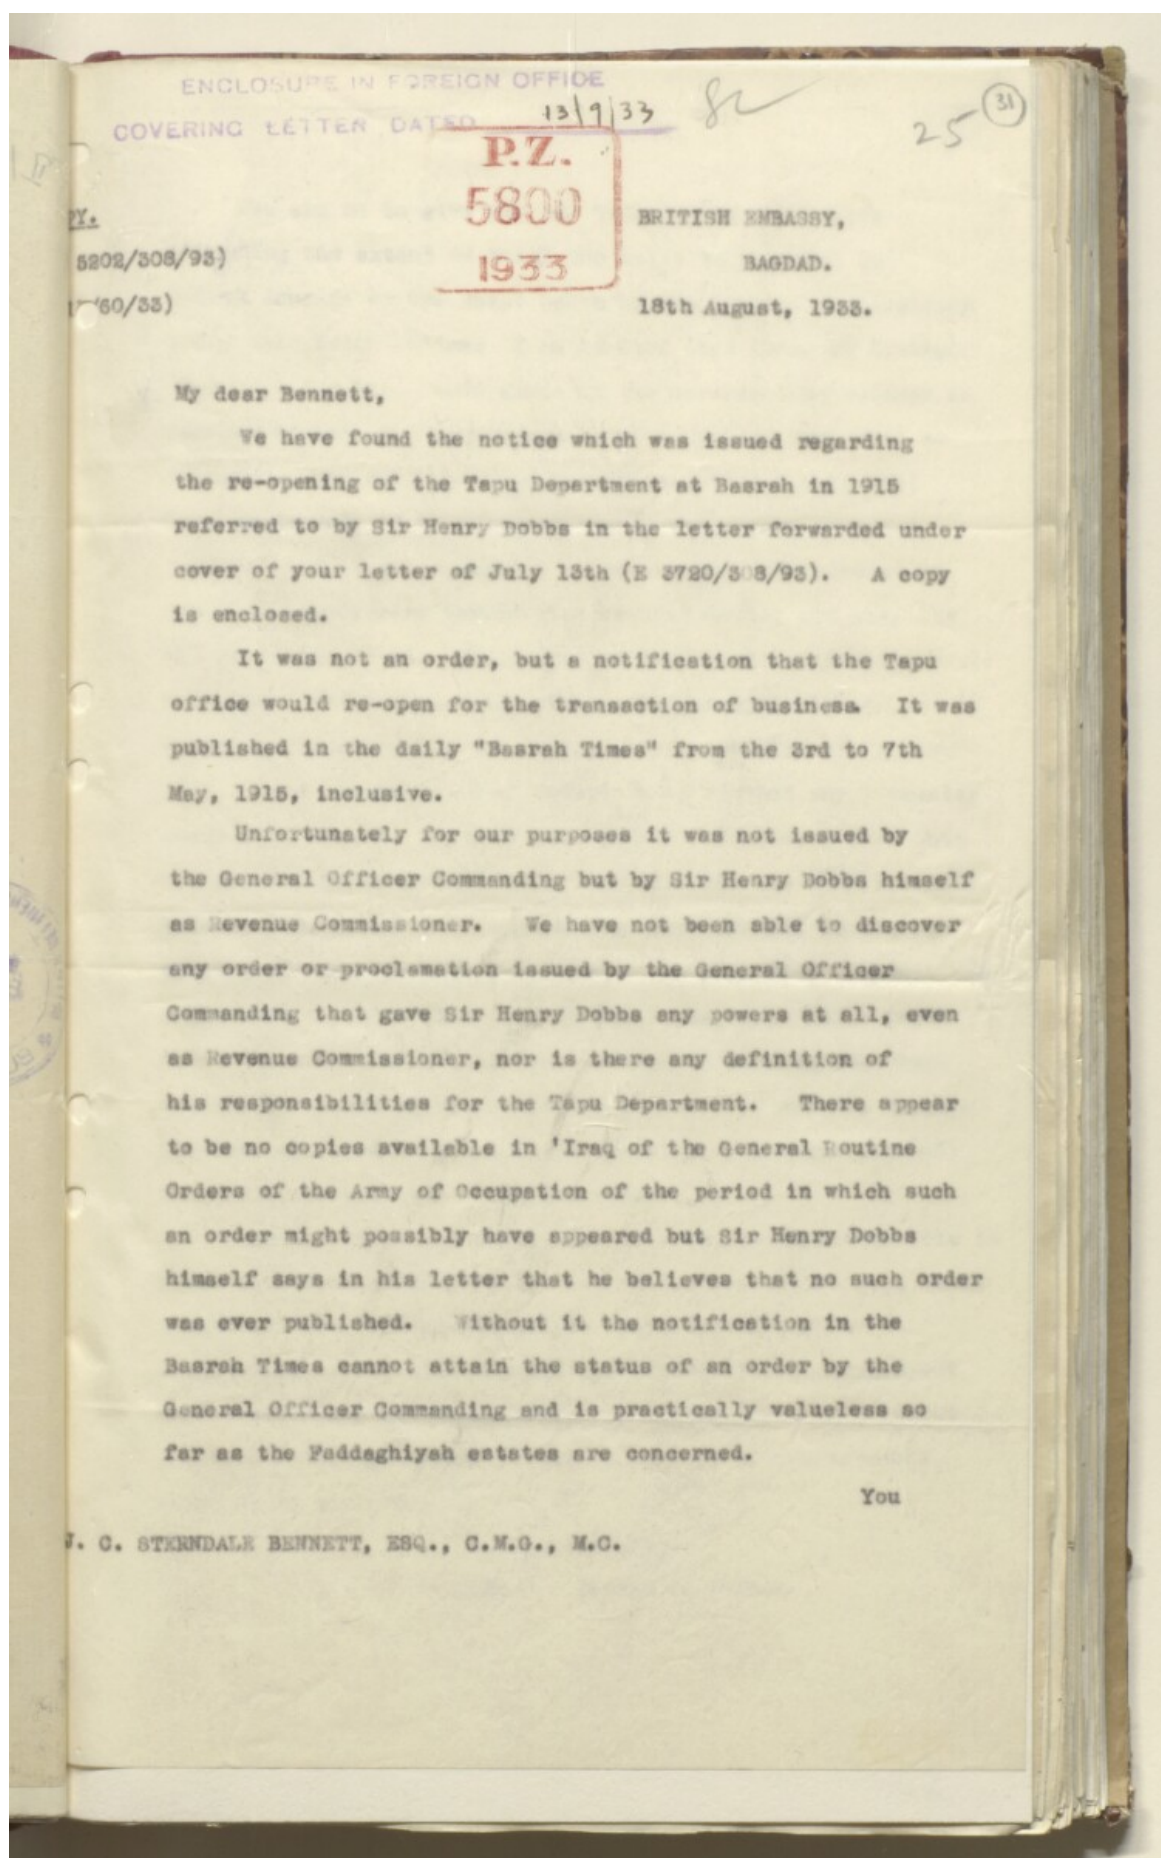 ENCLOSURE IN FOREIGN OFFICE
COVERING LETTER DATED 13/9/33
25
31
P.Z.
5800
1933
PY.
5202/308/93)
/60/33)
BRITISH EMBASSY,
BAGDAD.
18th August, 1933.
My dear Bennett,
We have found the notice which was issued regarding
the re-opening of the Tapu Department at Basrah in 1915
referred to by Sir Henry Dobbs in the letter forwarded under
cover of your letter of July 13th (E 3720/308/93). A copy
is enclosed.
It was not an order, but a notification that the Tapu
office would re-open for the transaction of business. It was
published in the daily "Basrah Times" from the 3rd to 7th
May, 1915, inclusive.
Unfortunately for our purposes it was not issued by
the General Officer Commanding but by Sir Henry Dobbs himself
as Revenue Commissioner. We have not been able to discover
any order or proclamation issued by the General Officer
Commanding that gave Sir Henry Dobbs any powers at all, even
as Revenue Commissioner, nor is there any definition of
his responsibilities for the Tapu Department. There appear
to be no copies available in 'Iraq of the General Routine
Orders of the Army of Occupation of the period in which such
an order might possibly have appeared but Sir Henry Dobbs
himself says in his letter that he believes that no such order
was ever published. Without it the notification in the
Basrah Times cannot attain the status of an order by the
General Officer Commanding and is practically valueless so
far as the Faddaghiyah estates are concerned.
You
J. C. STERNDALE BENNETT, ESQ., C.M.G., M.C.